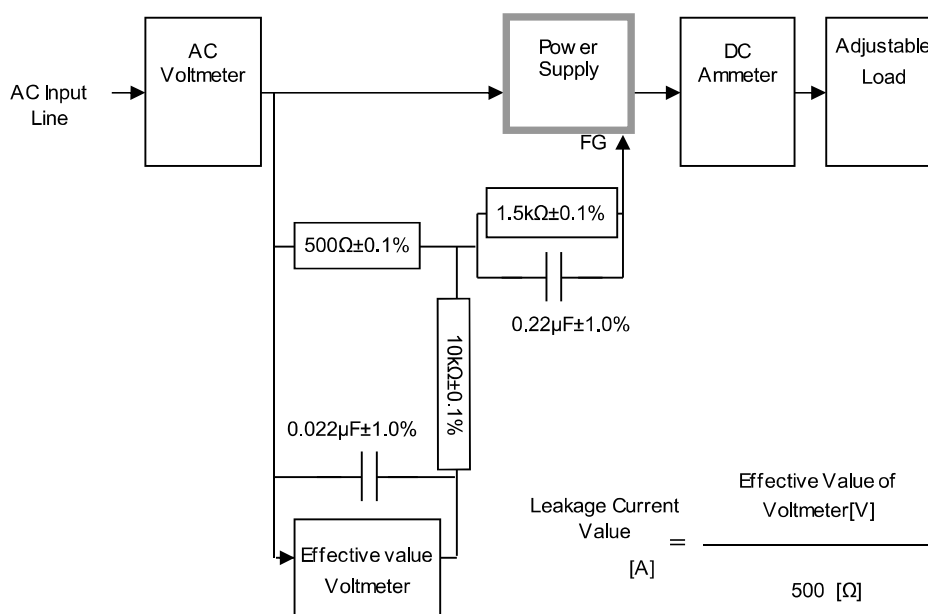 AC
Voltmeter
Power
Supply
DC
Ammeter
Adjustable
Load
AC Input
Line
FG
1.5kΩ±0.1%
500Ω±0.1%
0.22µF±1.0%
10kΩ±0.1%
0.022µF±1.0%
Effective value
Voltmeter
Leakage Current
Value
[A]
=
Effective Value of
Voltmeter[V]
500 [Ω]